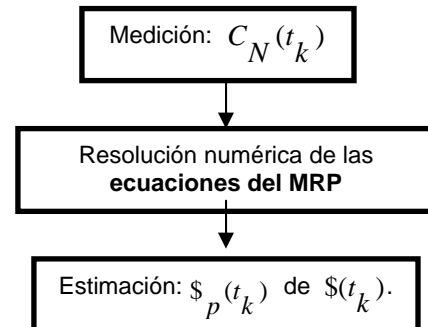 Medición: C_N(t_k)
Resolución numérica de las
ecuaciones del MRP
Estimación: $_p(t_k) de $(t_k).